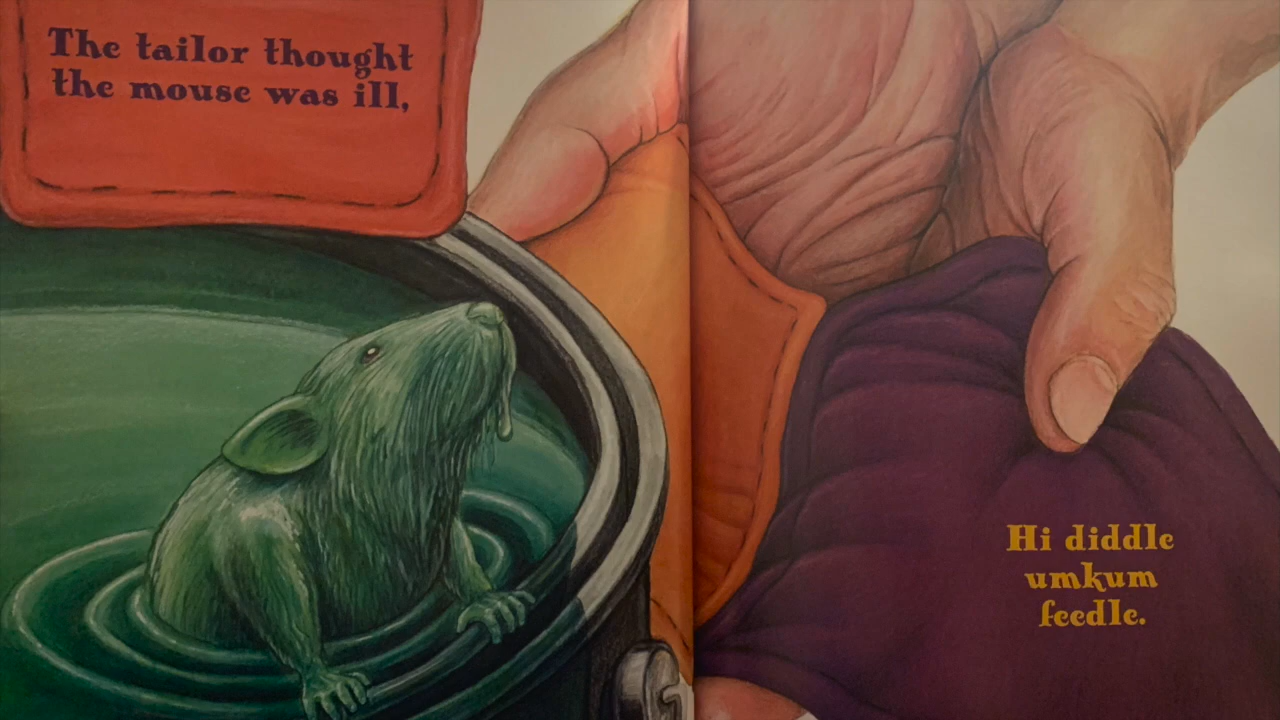 The tailor thought
the mouse was ill,
Hi diddle
umkum
feedle.